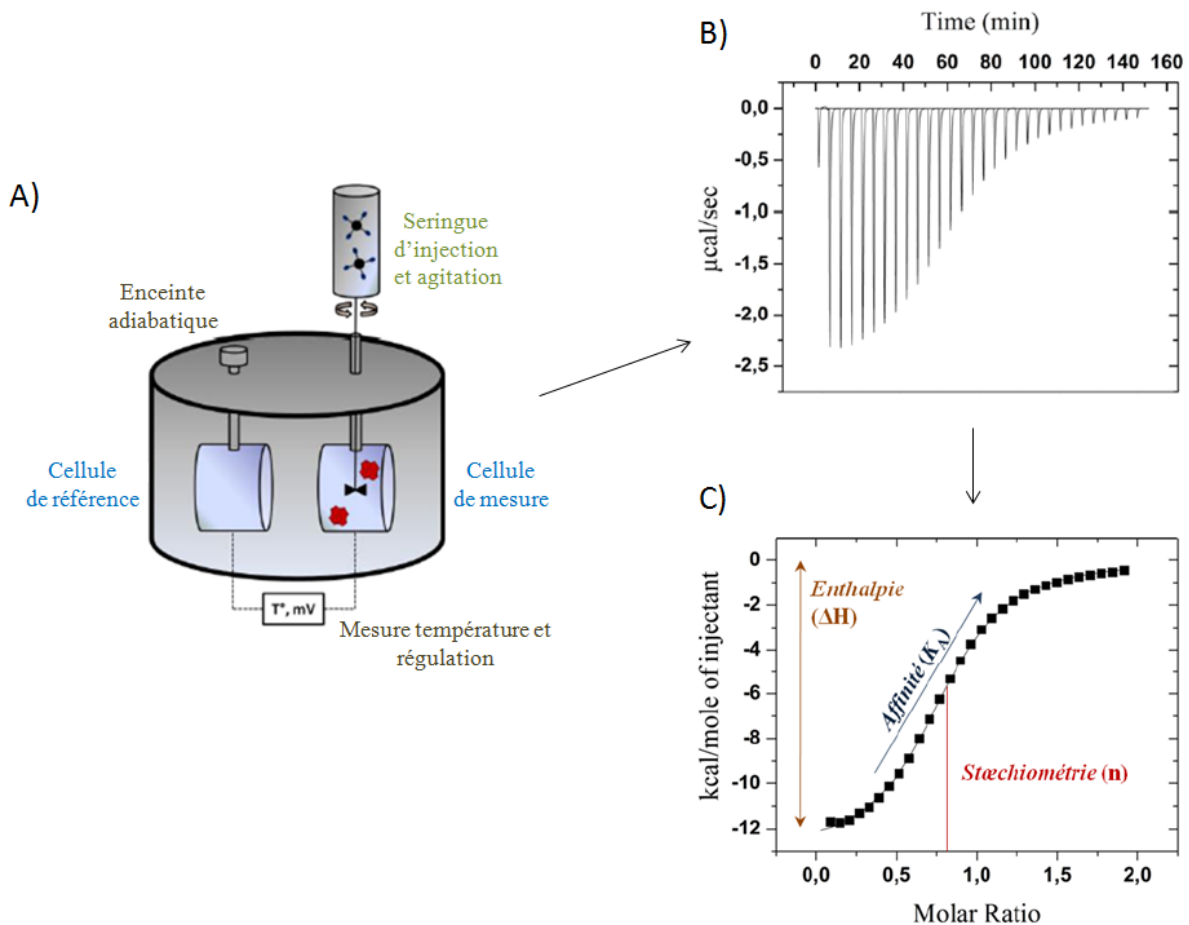 A)
Seringue
d'injection
et agitation
Enceinte
adiabatique
Cellule
de référence
Cellule
de mesure
T°, mV
Mesure température et
régulation
B)
Time (min)
0 20 40 60 80 100 120 140 160
0,0
-0,5
-1,0
-1,5
-2,0
-2,5
µcal/sec
C)
0
-2
-4
-6
-8
-10
-12
kcal/mole of injectant
Enthalpie
(ΔH)
Affinité (K_A)
Stœchiométrie (n)
0,0 0,5 1,0 1,5 2,0
Molar Ratio